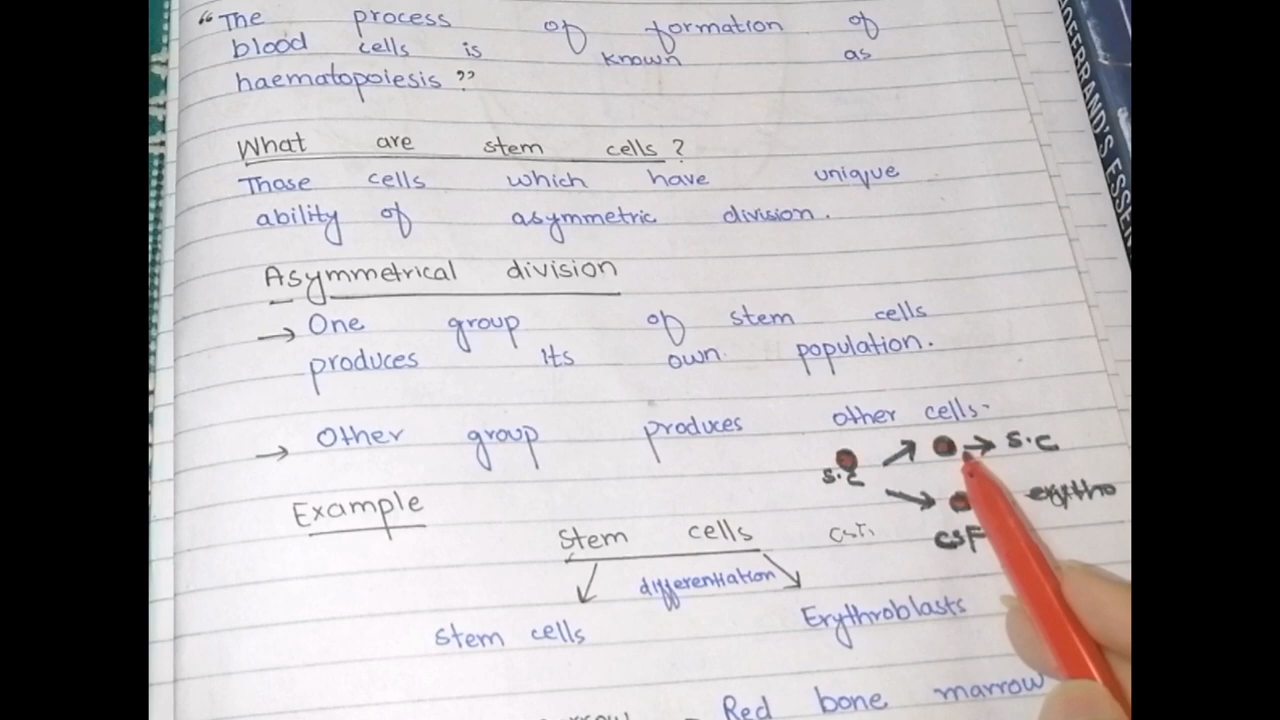 “The process of formation of
blood cells is known as
haematopoiesis”
What are stem cells?
Those cells which have unique
ability of asymmetric division.
Asymmetrical division
→ One group of stem cells
produces its own population.
→ Other group produces other cells.
s.c → s.c
erythro
CSF
Example
Stem cells
differentiation
Stem cells
Erythroblasts
Red bone marrow